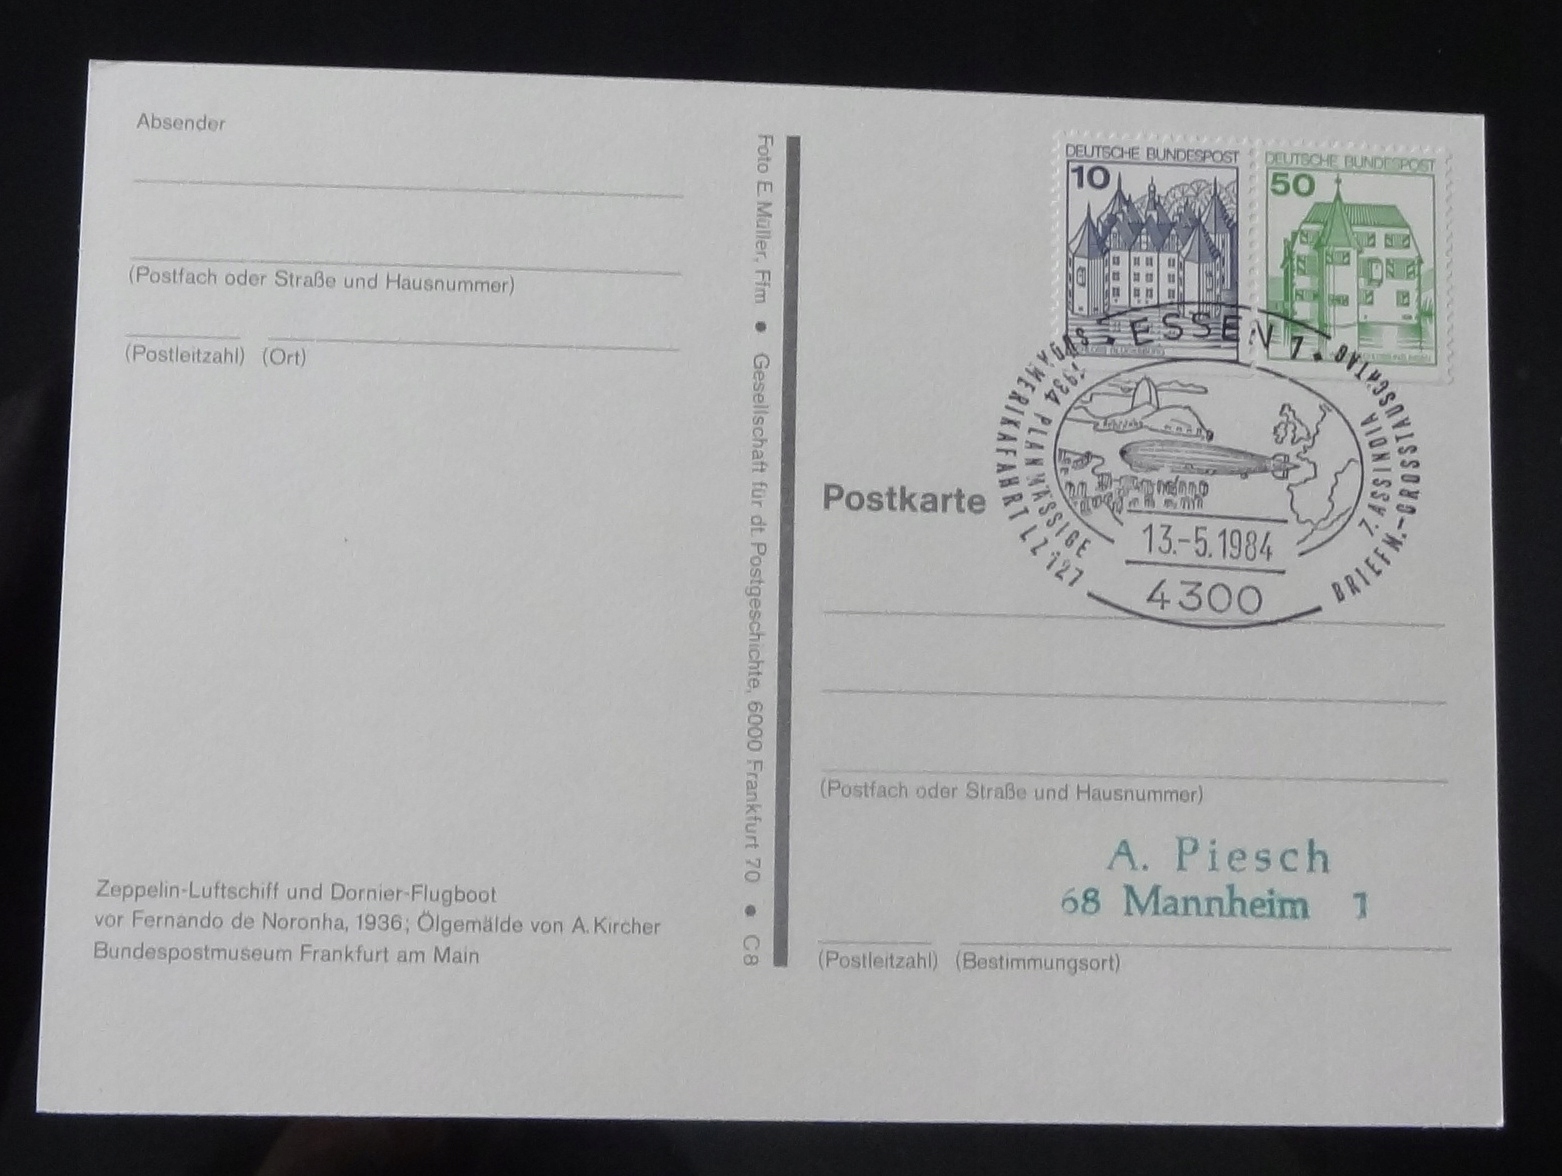 Absender
(Postfach oder Straße und Hausnummer)
(Postleitzahl) (Ort)
Zeppelin-Luftschiff und Dornier-Flugboot
vor Fernando de Noronha, 1936; Ölgemälde von A. Kircher
Bundespostmuseum Frankfurt am Main
Foto E. Müller, Ffm ● Gesellschaft für dt. Postgeschichte, 6000 Frankfurt 70 ● C8
DEUTSCHE BUNDESPOST
10
DEUTSCHE BUNDESPOST
50
ESSEN 1
1934 PLANMÄSSIGE
SÜDAMERIKAFAHRT LZ 127
7. ASSINDIA
BRIEFM.-GROSSTAUSCHTAG
13.-5.1984
4300
Postkarte
(Postfach oder Straße und Hausnummer)
A. Piesch
68 Mannheim 1
(Postleitzahl) (Bestimmungsort)